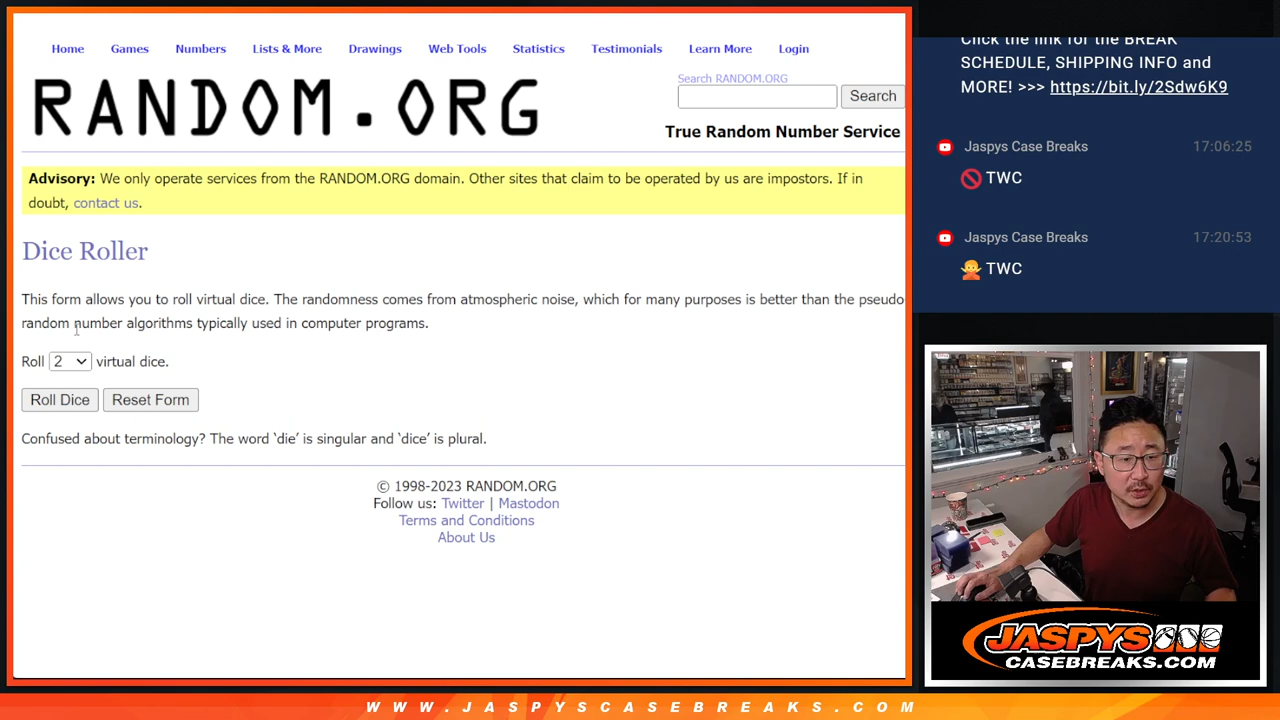 Home Games Numbers Lists & More Drawings Web Tools Statistics Testimonials Learn More Login
RANDOM.ORG
Search RANDOM.ORG
Search
True Random Number Service
Advisory: We only operate services from the RANDOM.ORG domain. Other sites that claim to be operated by us are impostors. If in
doubt, contact us.
Dice Roller
This form allows you to roll virtual dice. The randomness comes from atmospheric noise, which for many purposes is better than the pseudo
random number algorithms typically used in computer programs.
Roll 2 virtual dice.
Roll Dice Reset Form
Confused about terminology? The word ‘die’ is singular and ‘dice’ is plural.
© 1998-2023 RANDOM.ORG
Follow us: Twitter | Mastodon
Terms and Conditions
About Us
Click the link for the BREAK
SCHEDULE, SHIPPING INFO and
MORE! >>> https://bit.ly/2Sdw6K9
Jaspys Case Breaks 17:06:25
🚫 TWC
Jaspys Case Breaks 17:20:53
🙅 TWC
JASPYS
CASEBREAKS.COM
WWW.JASPYSCASEBREAKS.COM